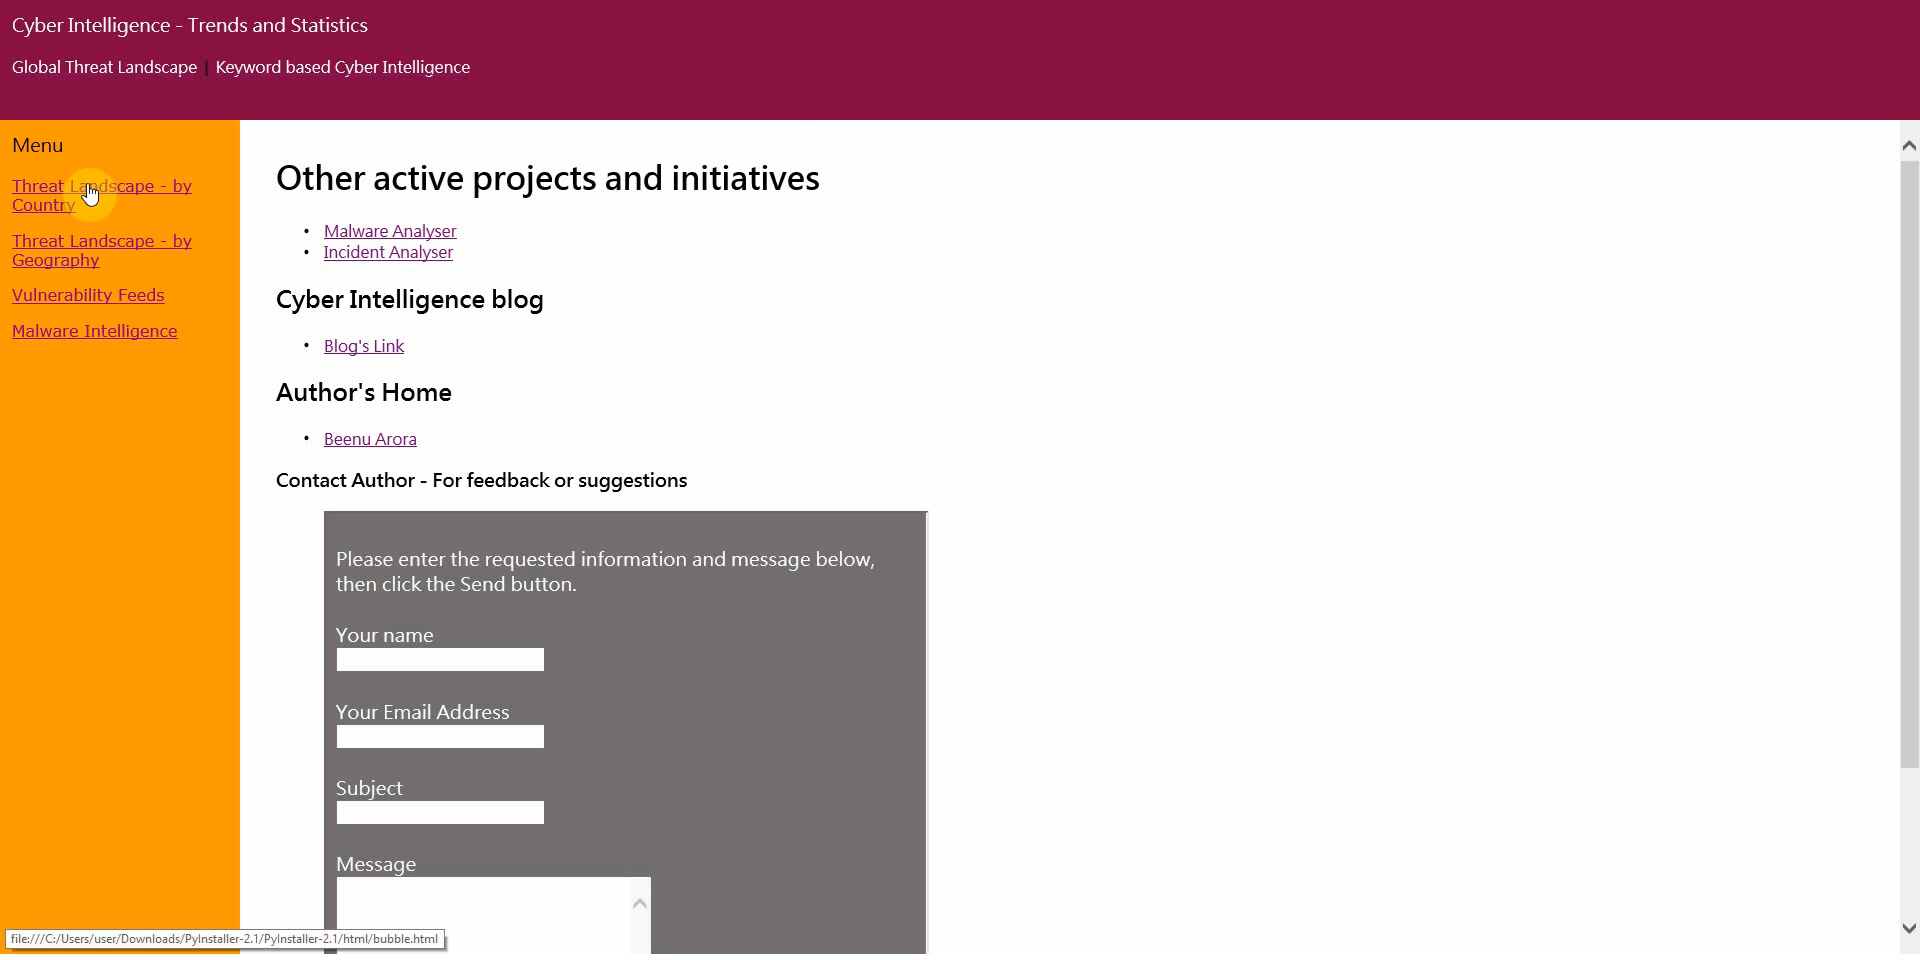 Cyber Intelligence - Trends and Statistics
Global Threat Landscape | Keyword based Cyber Intelligence
Menu
Threat Landscape - by
Country
Threat Landscape - by
Geography
Vulnerability Feeds
Malware Intelligence
Other active projects and initiatives
• Malware Analyser
• Incident Analyser
Cyber Intelligence blog
• Blog's Link
Author's Home
• Beenu Arora
Contact Author - For feedback or suggestions
Please enter the requested information and message below,
then click the Send button.
Your name
Your Email Address
Subject
Message
file:///C:/Users/user/Downloads/PyInstaller-2.1/PyInstaller-2.1/html/bubble.html